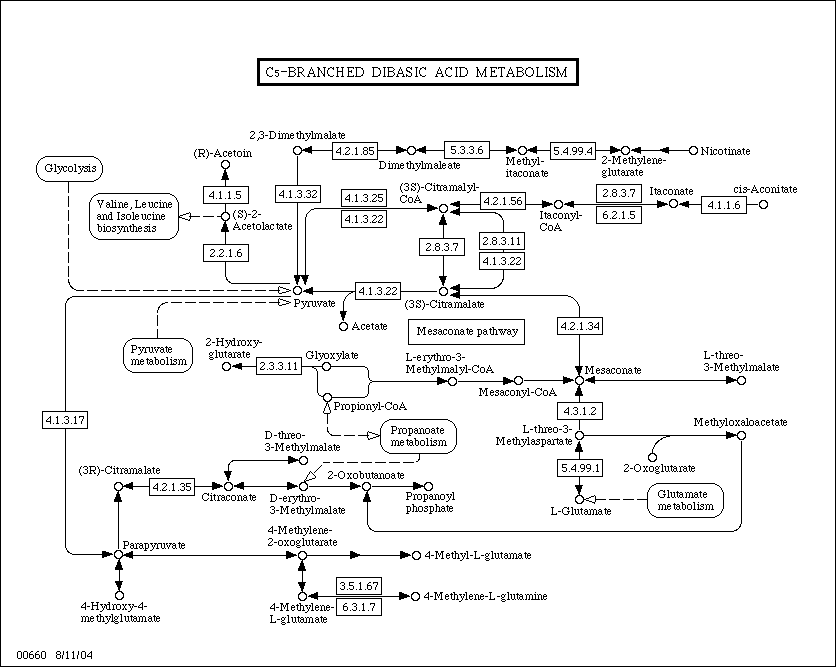 C5-BRANCHED DIBASIC ACID METABOLISM
2,3-Dimethylmalate
4.2.1.85
Dimethylmaleate
5.3.3.6
Methyl-
itaconate
5.4.99.4
2-Methylene-
glutarate
Nicotinate
(R)-Acetoin
Glycolysis
4.1.1.5
4.1.3.32
4.1.3.25
4.1.3.22
(3S)-Citramalyl-
CoA
4.2.1.56
Itaconyl-
CoA
2.8.3.7
6.2.1.5
Itaconate
4.1.1.6
cis-Aconitate
Valine, Leucine
and Isoleucine
biosynthesis
(S)-2-
Acetolactate
2.2.1.6
2.8.3.7
2.8.3.11
4.1.3.22
Pyruvate
4.1.3.22
(3S)-Citramalate
Acetate
Mesaconate pathway
4.2.1.34
Pyruvate
metabolism
2-Hydroxy-
glutarate
2.3.3.11
Glyoxylate
Propionyl-CoA
L-erythro-3-
Methylmalyl-CoA
Mesaconyl-CoA
Mesaconate
L-threo-
3-Methylmalate
4.1.3.17
4.3.1.2
Propanoate
metabolism
L-threo-3-
Methylaspartate
Methyloxaloacetate
2-Oxoglutarate
5.4.99.1
L-Glutamate
Glutamate
metabolism
D-threo-
3-Methylmalate
(3R)-Citramalate
4.2.1.35
Citraconate
D-erythro-
3-Methylmalate
2-Oxobutanoate
Propanoyl
phosphate
Parapyruvate
4-Methylene-
2-oxoglutarate
4-Methyl-L-glutamate
4-Hydroxy-4-
methylglutamate
4-Methylene-
L-glutamate
3.5.1.67
6.3.1.7
4-Methylene-L-glutamine
00660 8/11/04